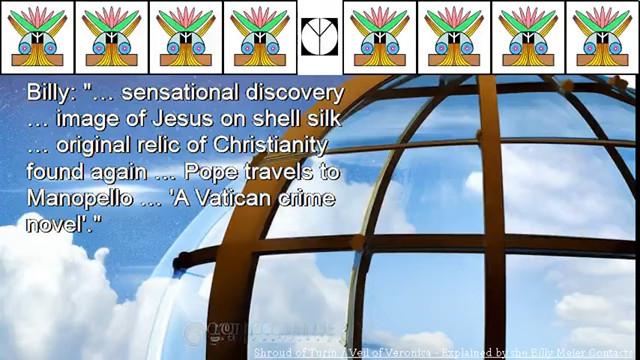 Billy: "… sensational discovery
… image of Jesus on shell silk
… original relic of Christianity
found again … Pope travels to
Manopello … 'A Vatican crime
novel'."
Shroud of Turin / Veil of Veronica - Explained by the Billy Meier Contacts